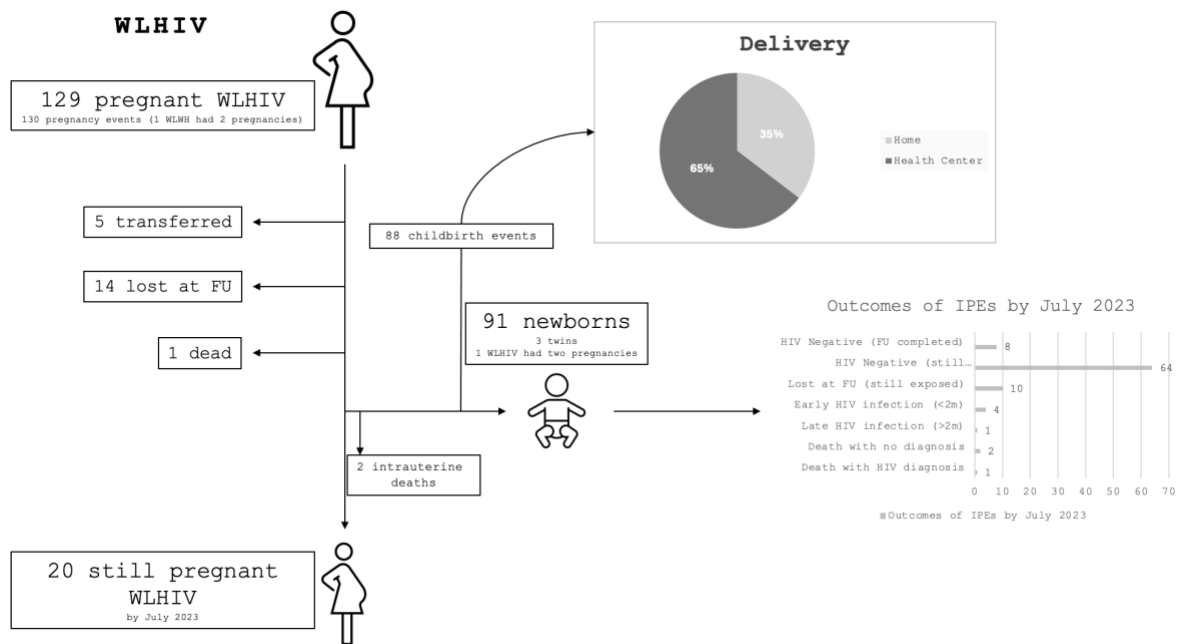 WLHIV
129 pregnant WLHIV
130 pregnancy events (1 WLWH had 2 pregnancies)
5 transferred
14 lost at FU
1 dead
88 childbirth events
Delivery
35%
65%
Home
Health Center
91 newborns
3 twins
1 WLHIV had two pregnancies
2 intrauterine
deaths
20 still pregnant
WLHIV
by July 2023
Outcomes of IPEs by July 2023
HIV Negative (FU completed) 8
HIV Negative (still… 64
Lost at FU (still exposed) 10
Early HIV infection (<2m) 4
Late HIV infection (>2m) 1
Death with no diagnosis 2
Death with HIV diagnosis 1
0 10 20 30 40 50 60 70
Outcomes of IPEs by July 2023